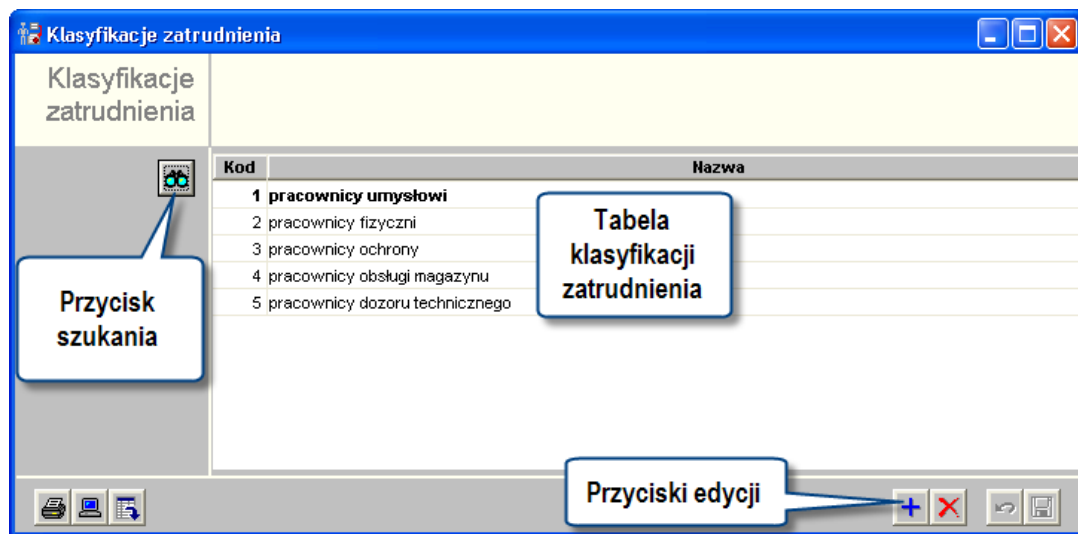 Klasyfikacje zatrudnienia
Klasyfikacje
zatrudnienia
Kod Nazwa
1 pracownicy umysłowi
2 pracownicy fizyczni
3 pracownicy ochrony
4 pracownicy obsługi magazynu
5 pracownicy dozoru technicznego
Tabela
klasyfikacji
zatrudnienia
Przycisk
szukania
Przyciski edycji